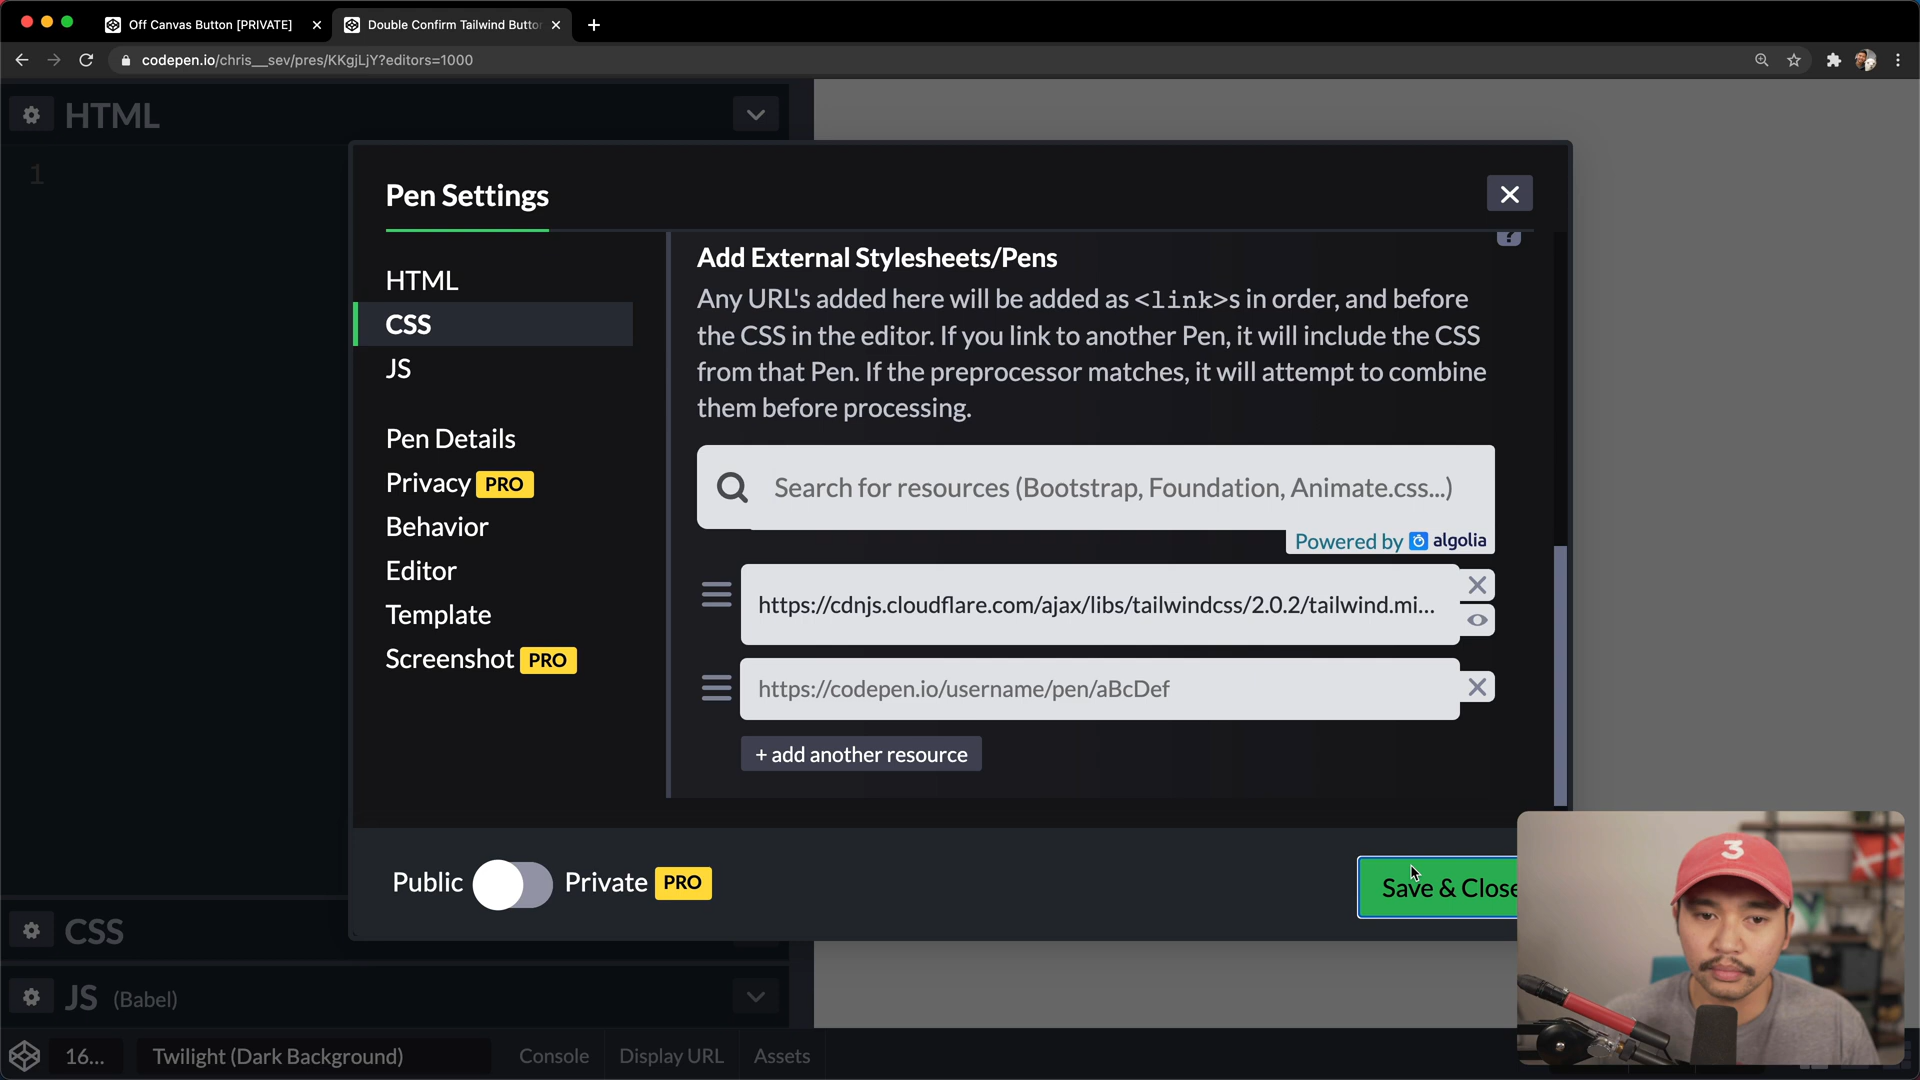 Off Canvas Button [PRIVATE]
Double Confirm Tailwind Butto
codepen.io/chris__sev/pres/KKgjLjY?editors=1000
HTML
1
Pen Settings
HTML
CSS
JS
Pen Details
Privacy PRO
Behavior
Editor
Template
Screenshot PRO
?
Add External Stylesheets/Pens
Any URL's added here will be added as <link>s in order, and before
the CSS in the editor. If you link to another Pen, it will include the CSS
from that Pen. If the preprocessor matches, it will attempt to combine
them before processing.
Search for resources (Bootstrap, Foundation, Animate.css...)
Powered by algolia
https://cdnjs.cloudflare.com/ajax/libs/tailwindcss/2.0.2/tailwind.mi...
https://codepen.io/username/pen/aBcDef
+ add another resource
Public Private PRO
Save & Close
3
CSS
JS (Babel)
16...
Twilight (Dark Background)
Console
Display URL
Assets